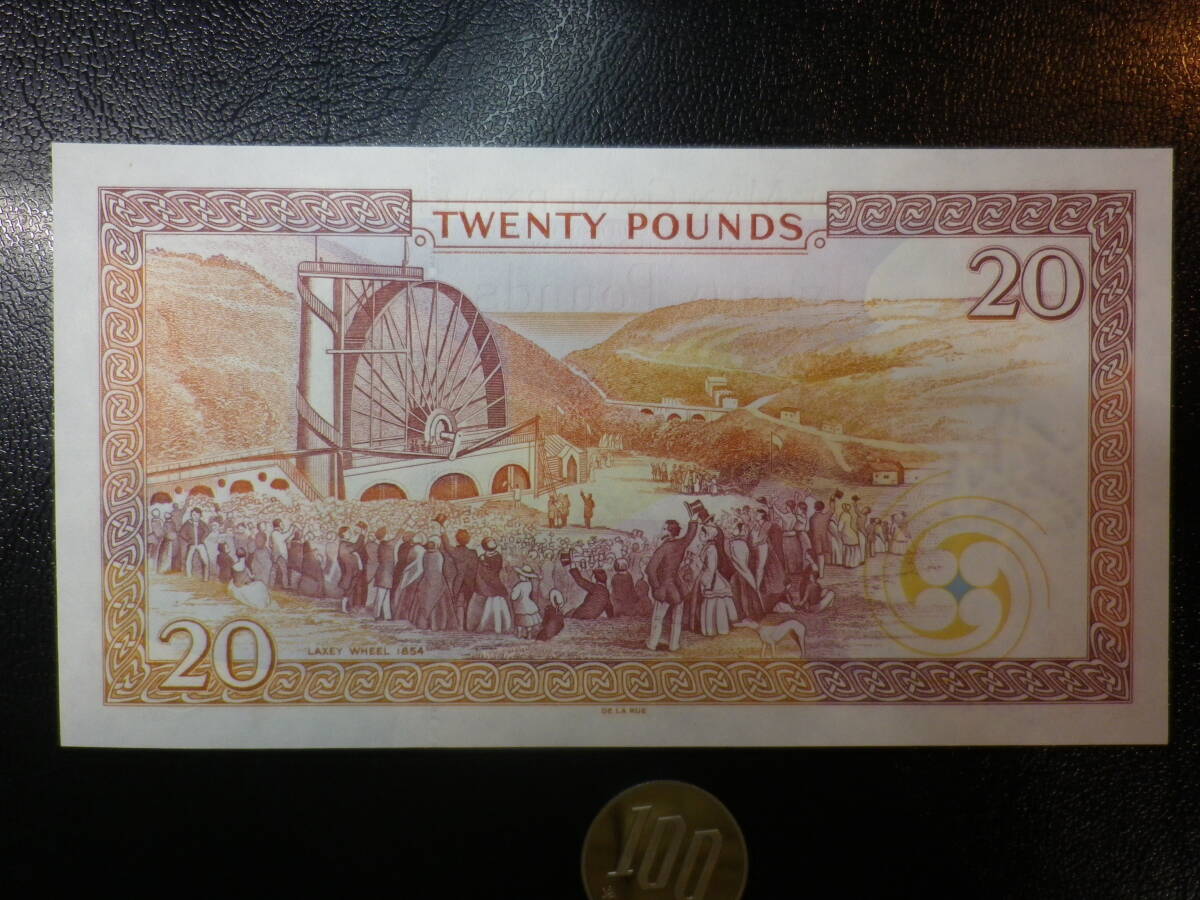 TWENTY POUNDS
20
20
LAXEY WHEEL 1854
DE LA RUE
100